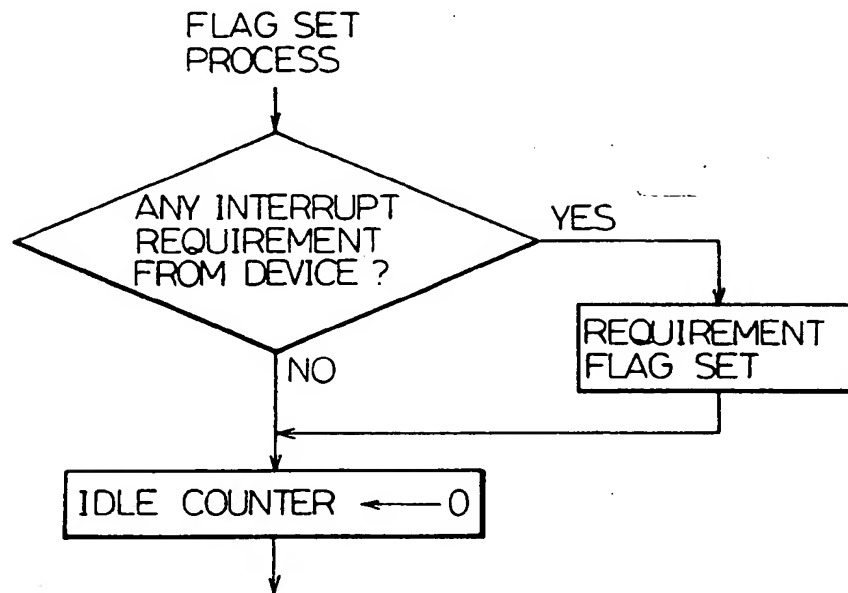 FLAG SET
PROCESS
ANY INTERRUPT
REQUIREMENT
FROM DEVICE ?
YES
REQUIREMENT
FLAG SET
NO
IDLE COUNTER ← 0